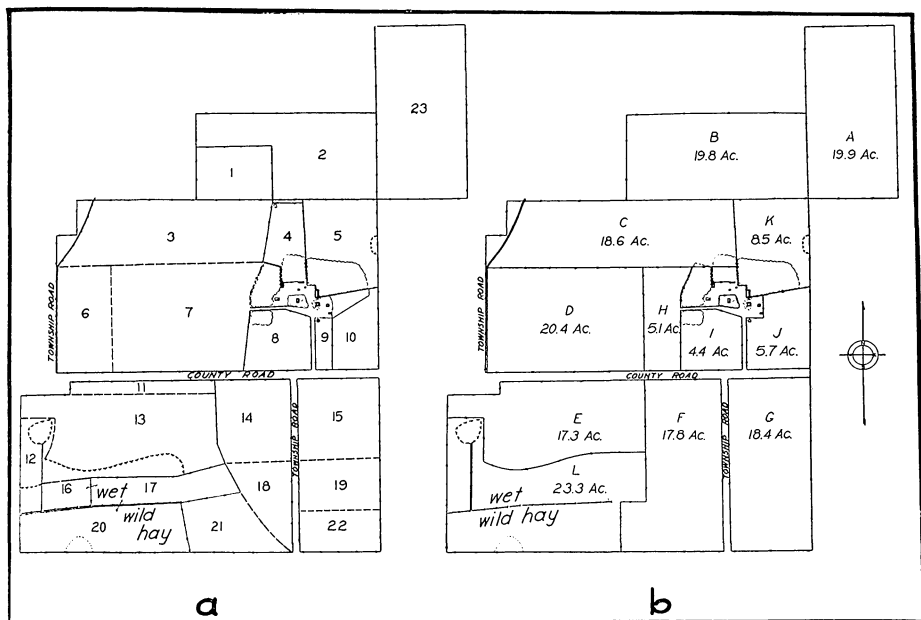 23
2
1
3
4
5
6
7
8
9
10
TOWNSHIP ROAD
COUNTY ROAD
11
13
14
15
TOWNSHIP ROAD
12
16
17
18
19
wet
wild
hay
20
21
22
a
B
19.8 Ac.
A
19.9 Ac.
C
18.6 Ac.
K
8.5 Ac.
TOWNSHIP ROAD
D
20.4 Ac.
H
5.1 Ac.
I
4.4 Ac.
J
5.7 Ac.
COUNTY ROAD
E
17.3 Ac.
F
17.8 Ac.
G
18.4 Ac.
TOWNSHIP ROAD
L
23.3 Ac.
wet
wild hay
b